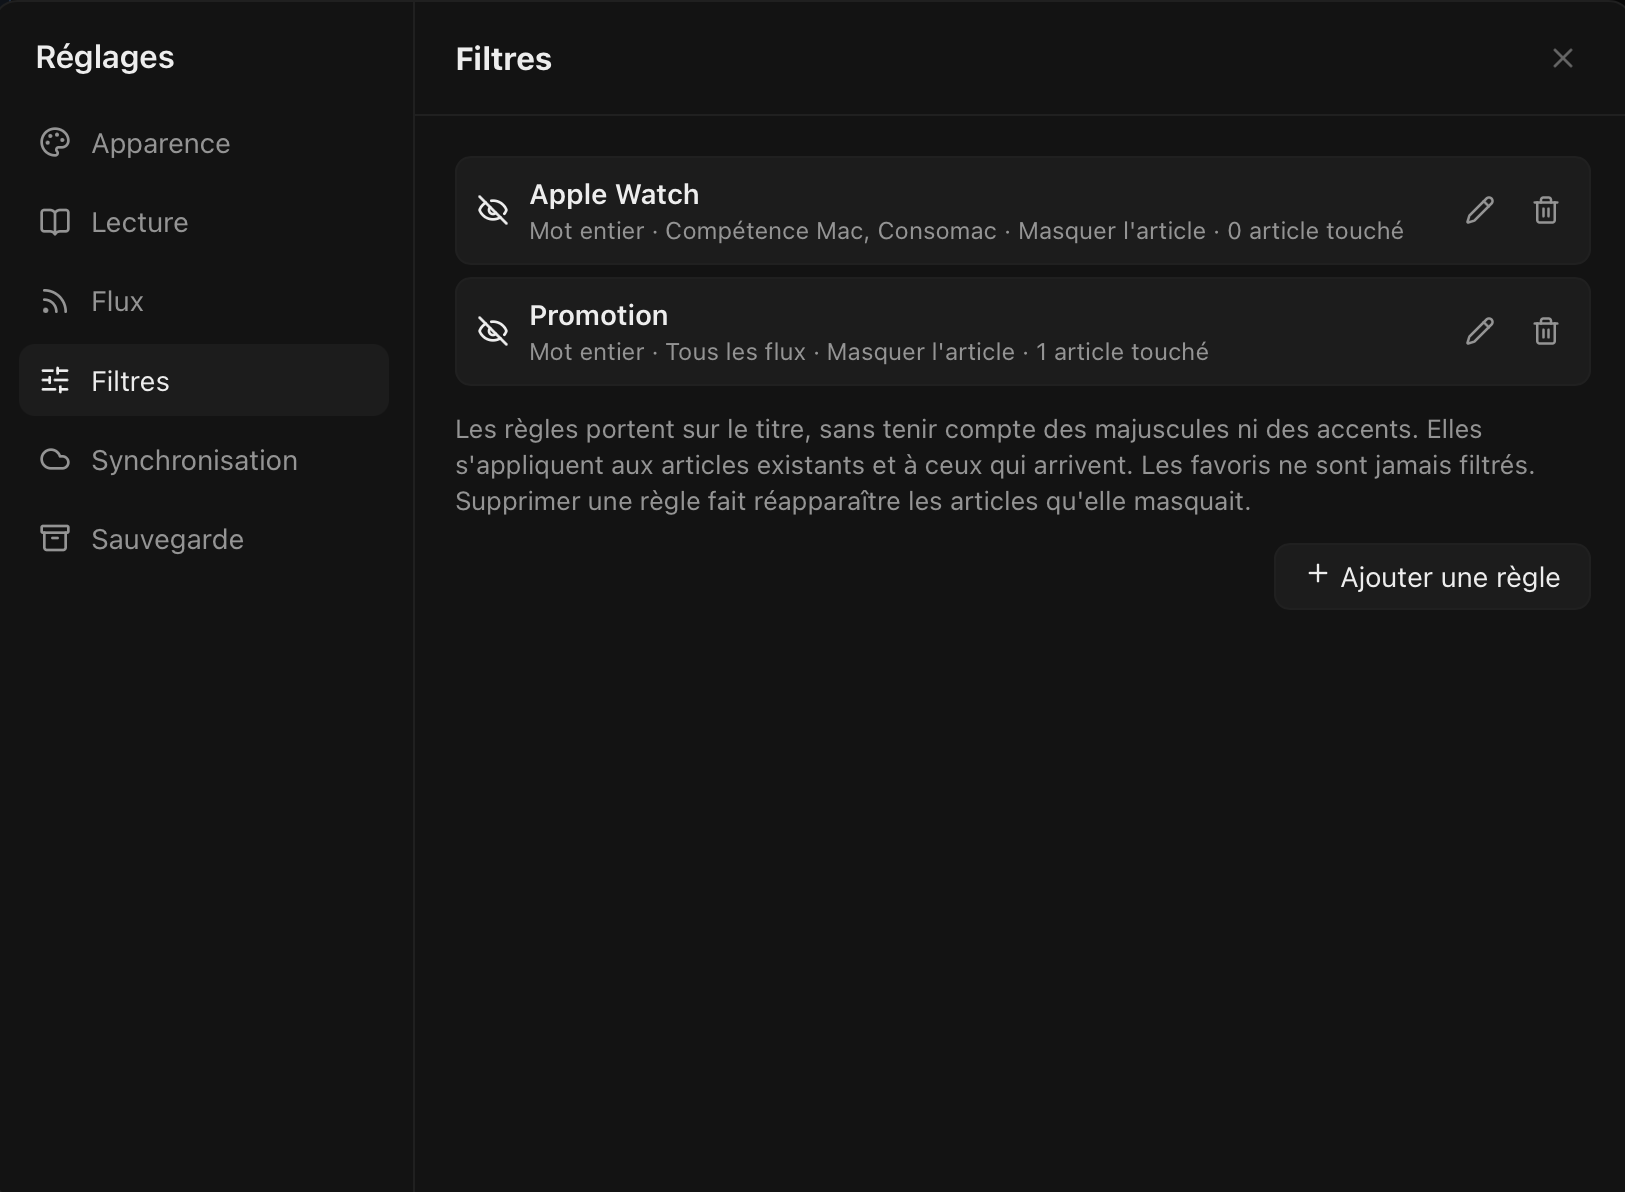 Réglages
Apparence
Lecture
Flux
Filtres
Synchronisation
Sauvegarde
Filtres
Apple Watch
Mot entier · Compétence Mac, Consomac · Masquer l'article · 0 article touché
Promotion
Mot entier · Tous les flux · Masquer l'article · 1 article touché
Les règles portent sur le titre, sans tenir compte des majuscules ni des accents. Elles
s'appliquent aux articles existants et à ceux qui arrivent. Les favoris ne sont jamais filtrés.
Supprimer une règle fait réapparaître les articles qu'elle masquait.
+ Ajouter une règle